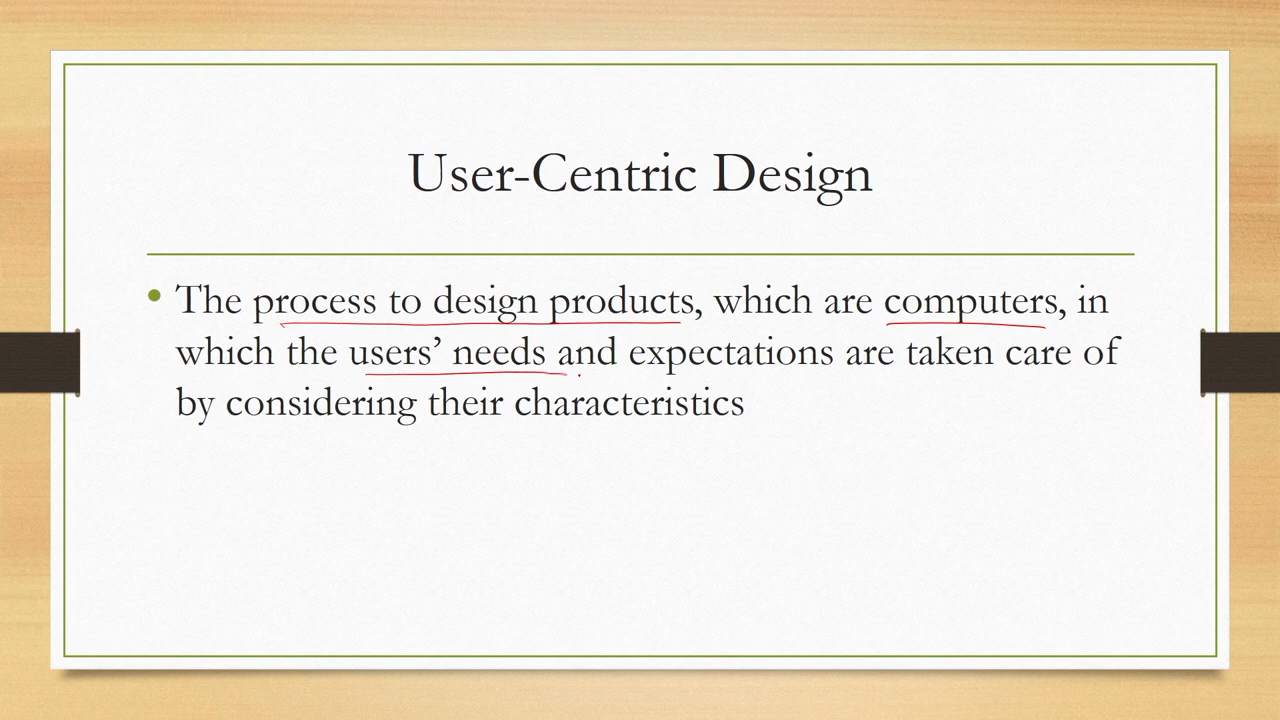 User-Centric Design
• The process to design products, which are computers, in
which the users’ needs and expectations are taken care of
by considering their characteristics